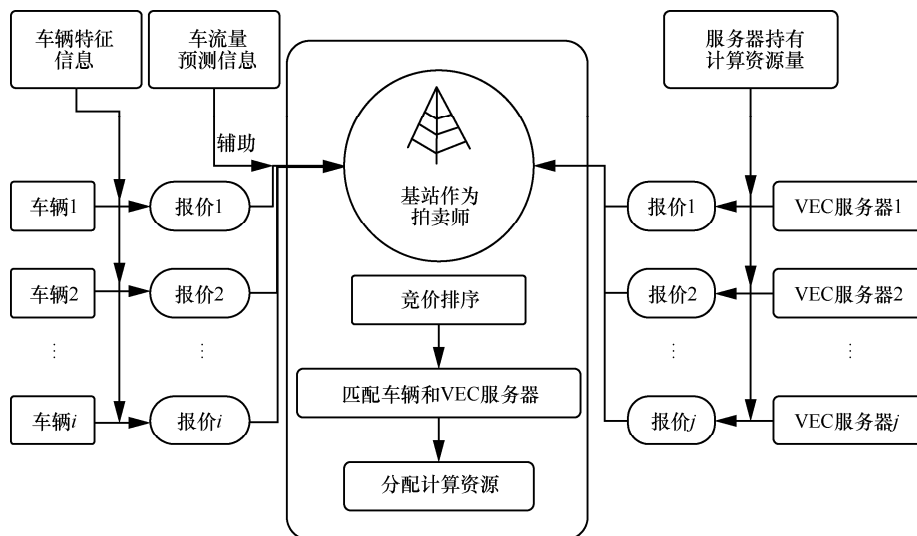 车辆特征
信息
车流量
预测信息
服务器持有
计算资源量
辅助
基站作为
拍卖师
车辆1
报价1
报价1
VEC服务器1
车辆2
报价2
报价2
VEC服务器2
竞价排序
⋮
⋮
⋮
⋮
匹配车辆和VEC服务器
车辆i
报价i
报价j
VEC服务器j
分配计算资源